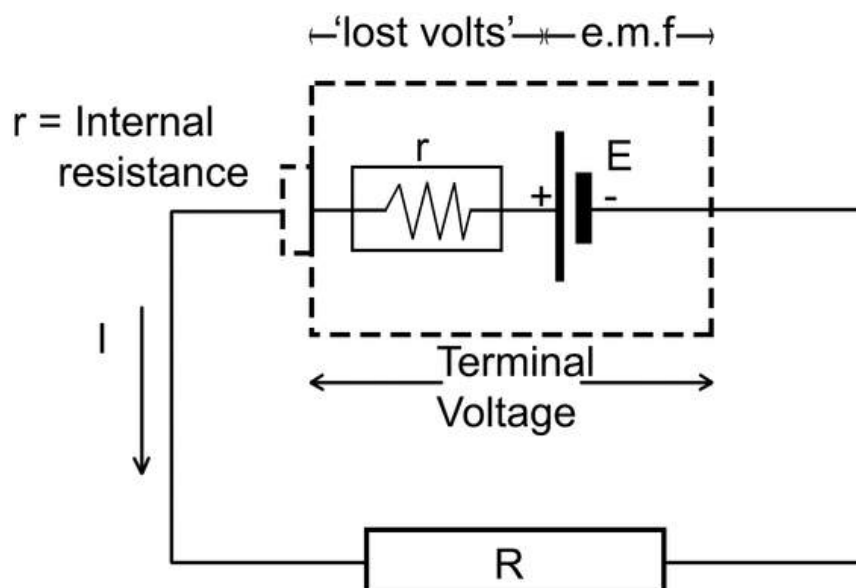 ‘lost volts’ e.m.f
r = Internal
resistance
r
E
+ -
I
Terminal
Voltage
R